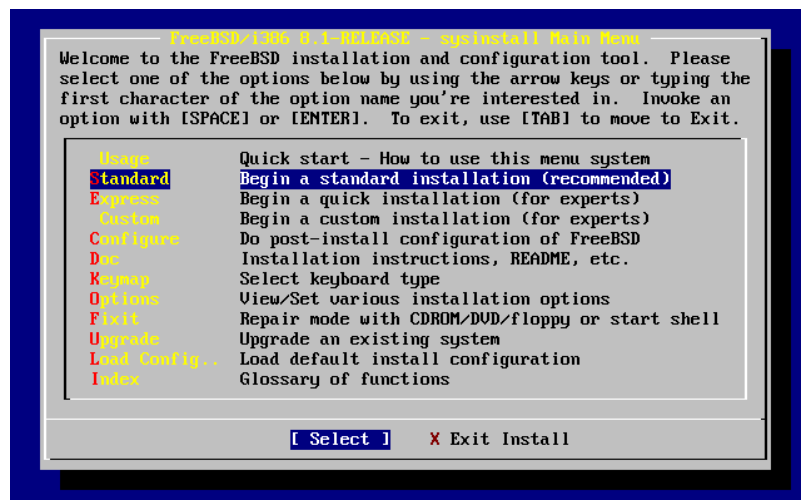 FreeBSD/i386 8.1-RELEASE - sysinstall Main Menu
Welcome to the FreeBSD installation and configuration tool.  Please
select one of the options below by using the arrow keys or typing the
first character of the option name you're interested in.  Invoke an
option with [SPACE] or [ENTER].  To exit, use [TAB] to move to Exit.
Usage Quick start - How to use this menu system
Standard Begin a standard installation (recommended)
Express Begin a quick installation (for experts)
Custom Begin a custom installation (for experts)
Configure Do post-install configuration of FreeBSD
Doc Installation instructions, README, etc.
Keymap Select keyboard type
Options View/Set various installation options
Fixit Repair mode with CDROM/DVD/floppy or start shell
Upgrade Upgrade an existing system
Load Config.. Load default install configuration
Index Glossary of functions
[ Select ] X Exit Install